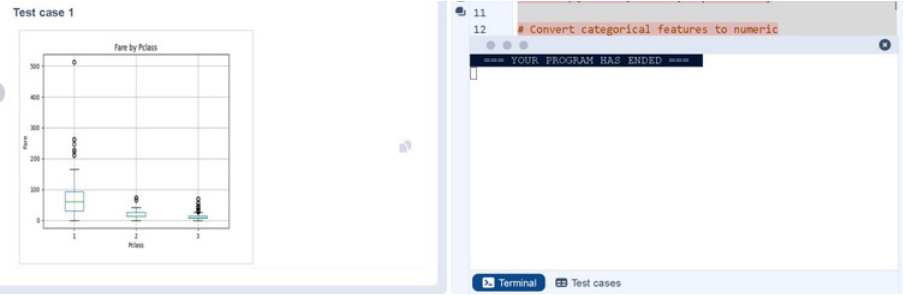 Test case 1
Fare by Pclass
500
400
300
200
100
0
Fare
1
2
3
Pclass
11
12
# Convert categorical features to numeric
=== YOUR PROGRAM HAS ENDED ===
Terminal
Test cases